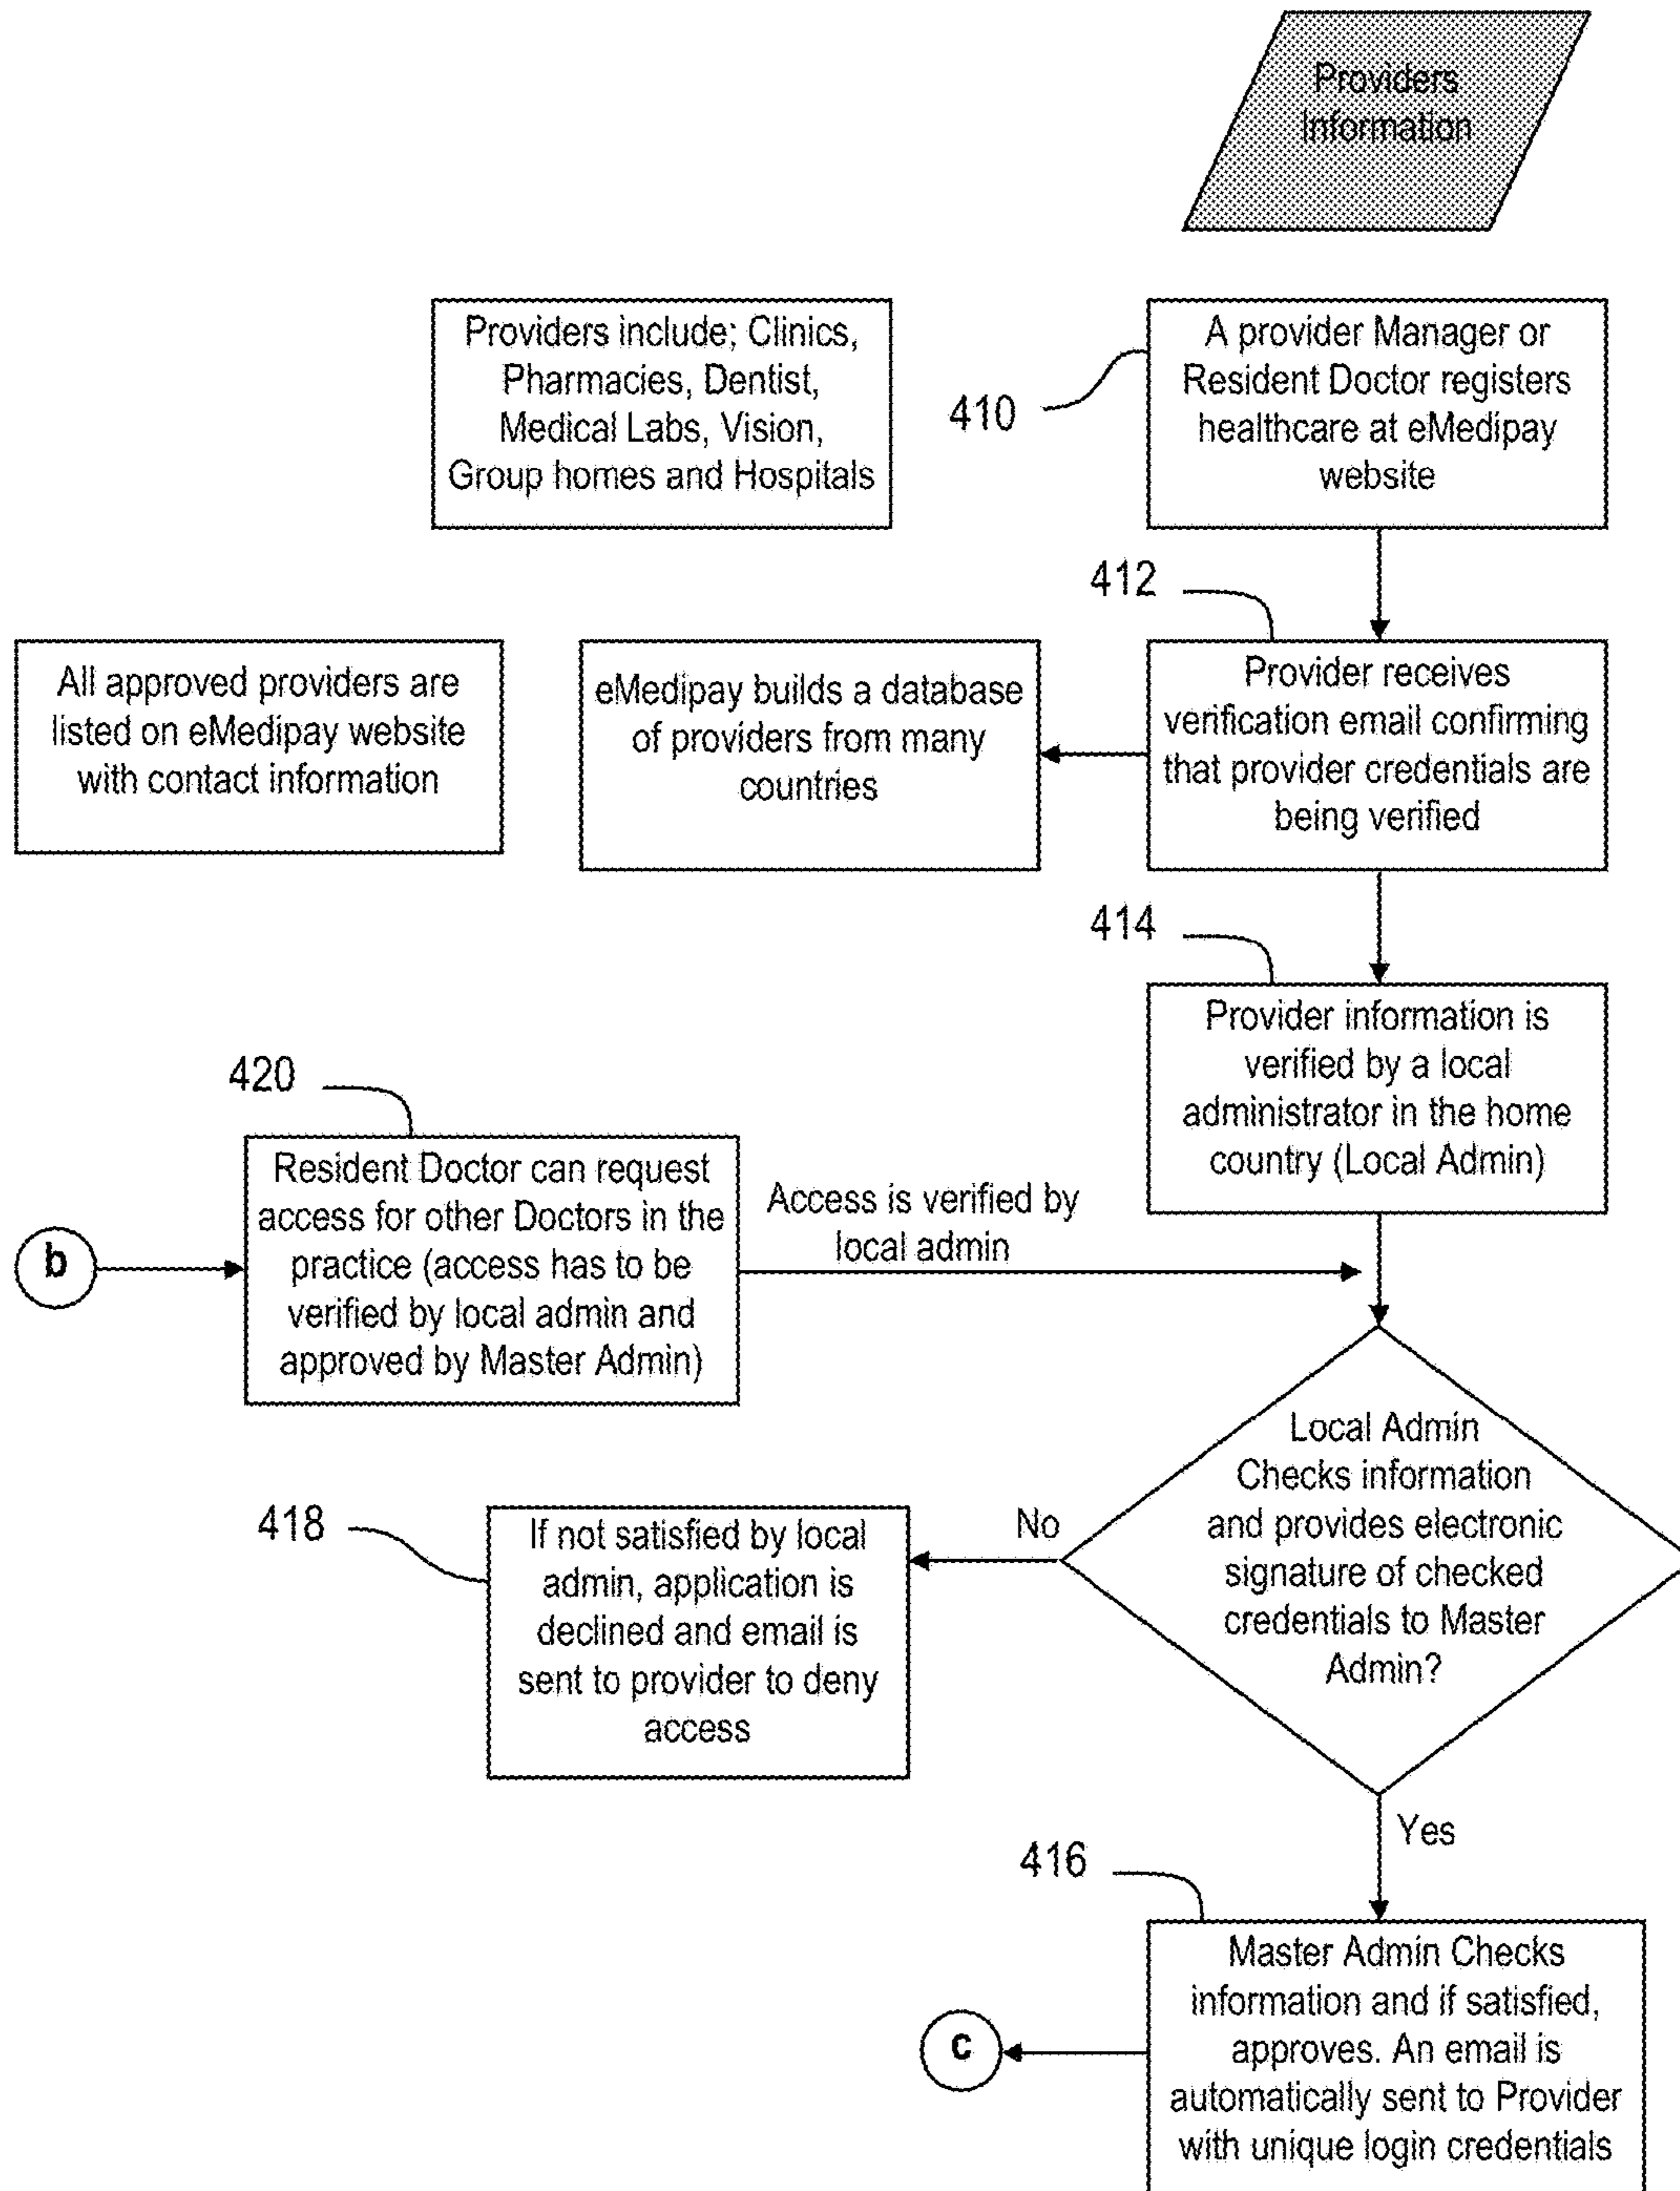 Providers
Information
Providers include; Clinics,
Pharmacies, Dentist,
Medical Labs, Vision,
Group homes and Hospitals
410
A provider Manager or
Resident Doctor registers
healthcare at eMedipay
website
412
All approved providers are
listed on eMedipay website
with contact information
eMedipay builds a database
of providers from many
countries
Provider receives
verification email confirming
that provider credentials are
being verified
414
Provider information is
verified by a local
administrator in the home
country (Local Admin)
420
b
Resident Doctor can request
access for other Doctors in the
practice (access has to be
verified by local admin and
approved by Master Admin)
Access is verified by
local admin
Local Admin
Checks information
and provides electronic
signature of checked
credentials to Master
Admin?
No
418
If not satisfied by local
admin, application is
declined and email is
sent to provider to deny
access
Yes
416
Master Admin Checks
information and if satisfied,
approves. An email is
automatically sent to Provider
with unique login credentials
c